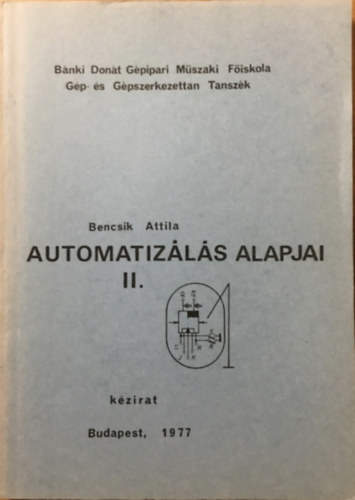 Bánki Donát Gépipari Műszaki Főiskola
Gép- és Gépszerkezettan Tanszék
Bencsik Attila
AUTOMATIZÁLÁS ALAPJAI
II.
kézirat
Budapest, 1977